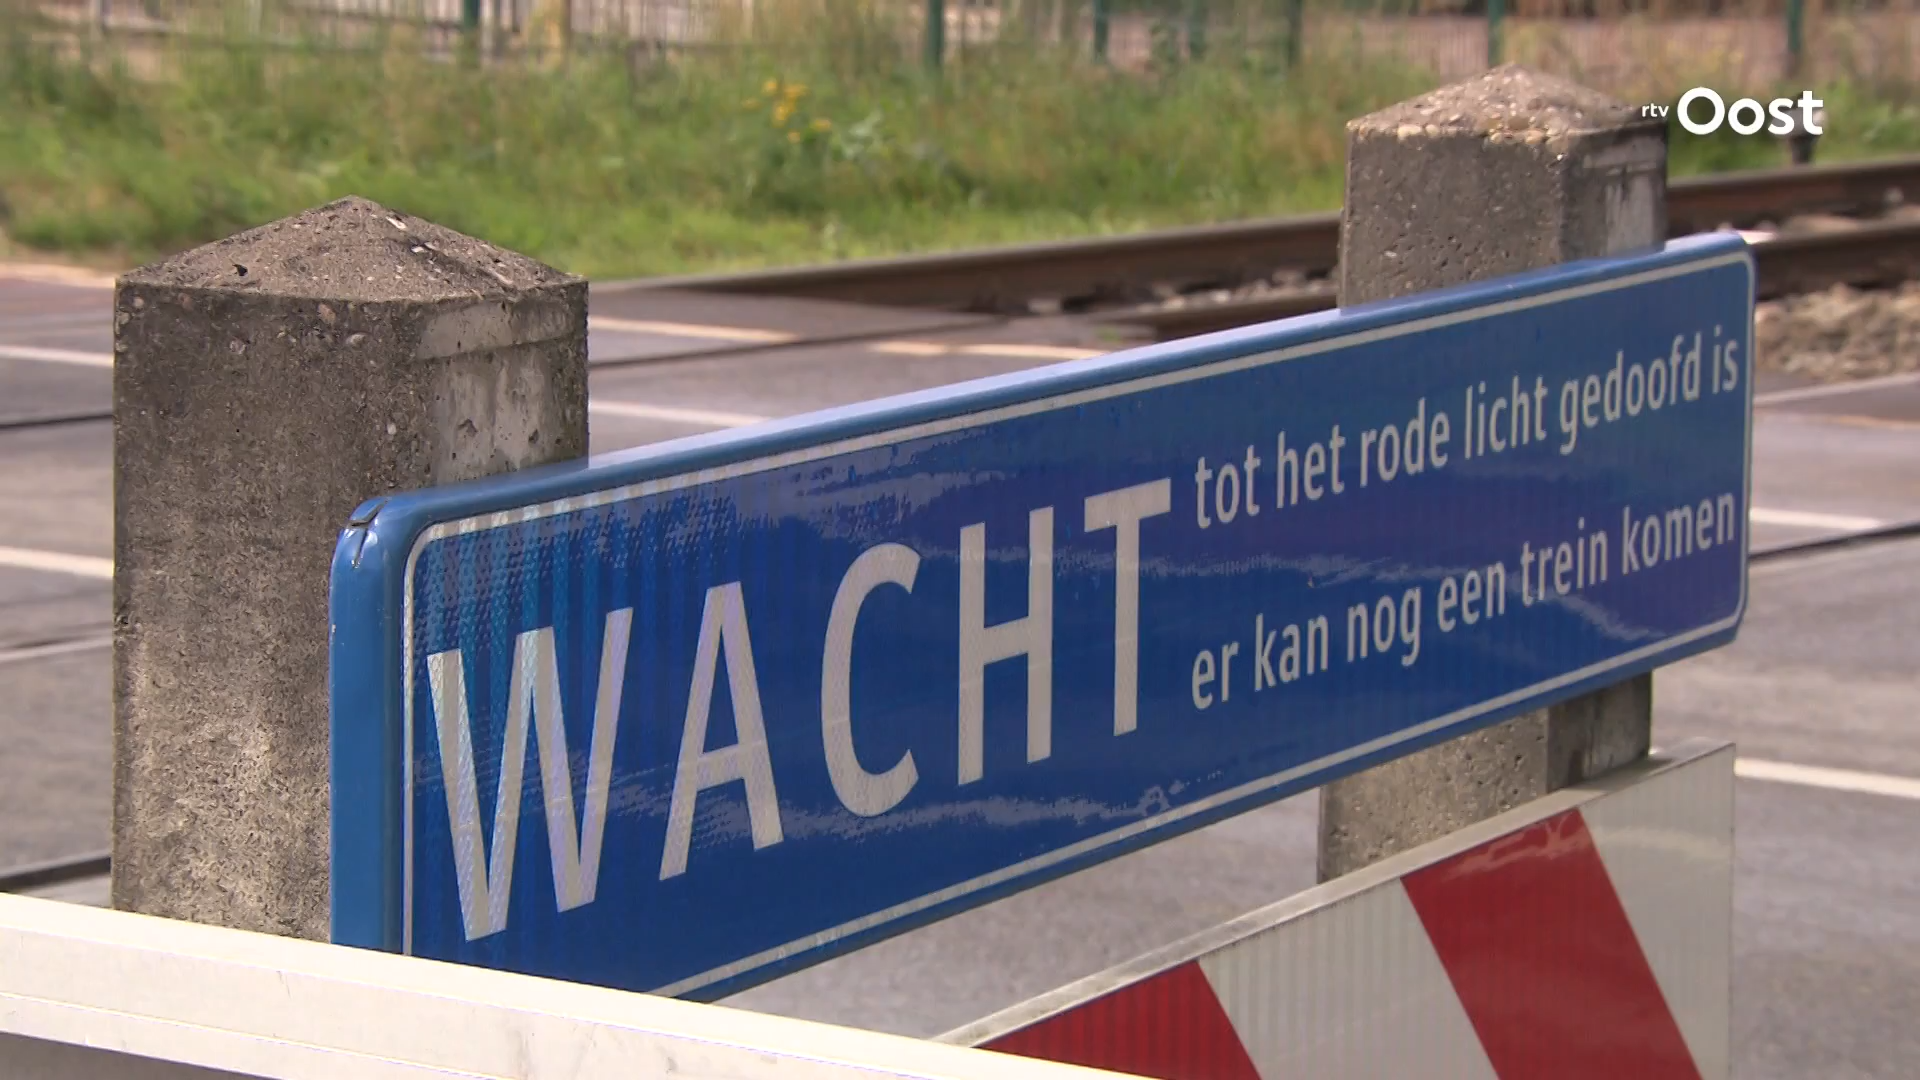 rtv Oost
WACHT
tot het rode licht gedoofd is
er kan nog een trein komen